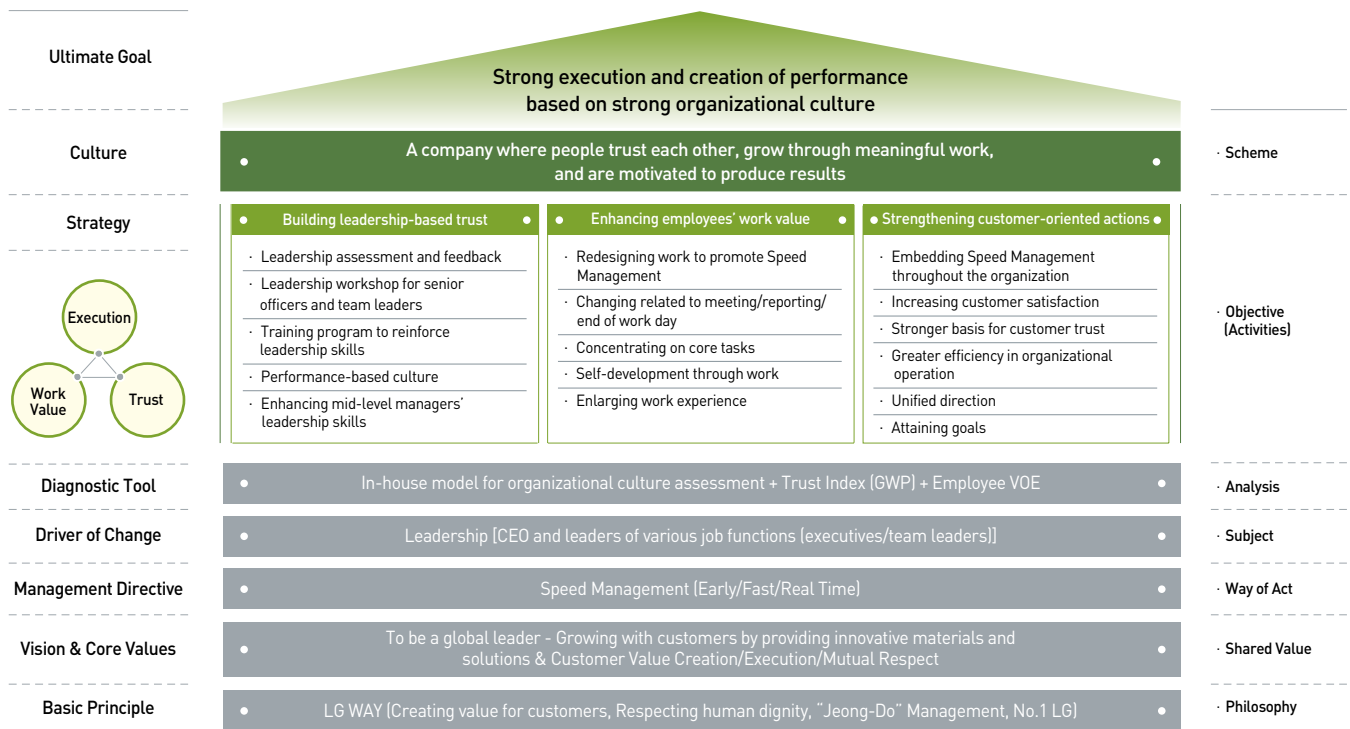 Ultimate Goal
Strong execution and creation of performance
based on strong organizational culture
Culture
A company where people trust each other, grow through meaningful work,
and are motivated to produce results
· Scheme
Strategy
Building leadership-based trust
· Leadership assessment and feedback
· Leadership workshop for senior
officers and team leaders
· Training program to reinforce
leadership skills
· Performance-based culture
· Enhancing mid-level managers'
leadership skills
Enhancing employees' work value
· Redesigning work to promote Speed
Management
· Changing related to meeting/reporting/
end of work day
· Concentrating on core tasks
· Self-development through work
· Enlarging work experience
Strengthening customer-oriented actions
· Embedding Speed Management
throughout the organization
· Increasing customer satisfaction
· Stronger basis for customer trust
· Greater efficiency in organizational
operation
· Unified direction
· Attaining goals
Execution
Work
Value
Trust
· Objective
(Activities)
Diagnostic Tool
In-house model for organizational culture assessment + Trust Index (GWP) + Employee VOE
· Analysis
Driver of Change
Leadership [CEO and leaders of various job functions (executives/team leaders)]
· Subject
Management Directive
Speed Management (Early/Fast/Real Time)
· Way of Act
Vision & Core Values
To be a global leader - Growing with customers by providing innovative materials and
solutions & Customer Value Creation/Execution/Mutual Respect
· Shared Value
Basic Principle
LG WAY (Creating value for customers, Respecting human dignity, "Jeong-Do" Management, No.1 LG)
· Philosophy